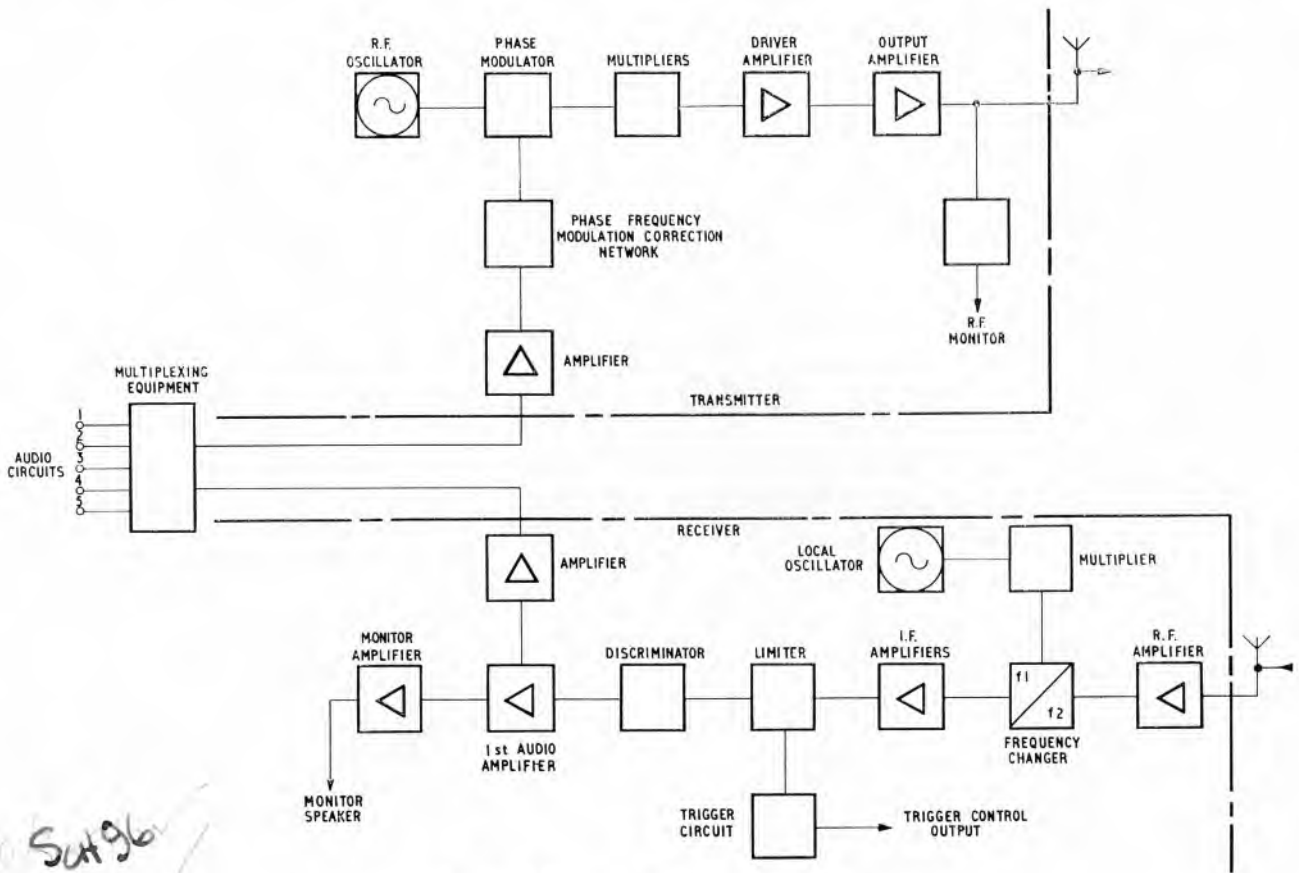 R.F.
OSCILLATOR
PHASE
MODULATOR
MULTIPLIERS
DRIVER
AMPLIFIER
OUTPUT
AMPLIFIER
PHASE FREQUENCY
MODULATION CORRECTION
NETWORK
R.F.
MONITOR
AMPLIFIER
MULTIPLEXING
EQUIPMENT
TRANSMITTER
AUDIO
CIRCUITS
1
2
3
4
5
RECEIVER
AMPLIFIER
LOCAL
OSCILLATOR
MULTIPLIER
MONITOR
AMPLIFIER
DISCRIMINATOR
LIMITER
I.F.
AMPLIFIERS
R.F.
AMPLIFIER
f1
f2
1st AUDIO
AMPLIFIER
FREQUENCY
CHANGER
MONITOR
SPEAKER
TRIGGER
CIRCUIT
TRIGGER CONTROL
OUTPUT